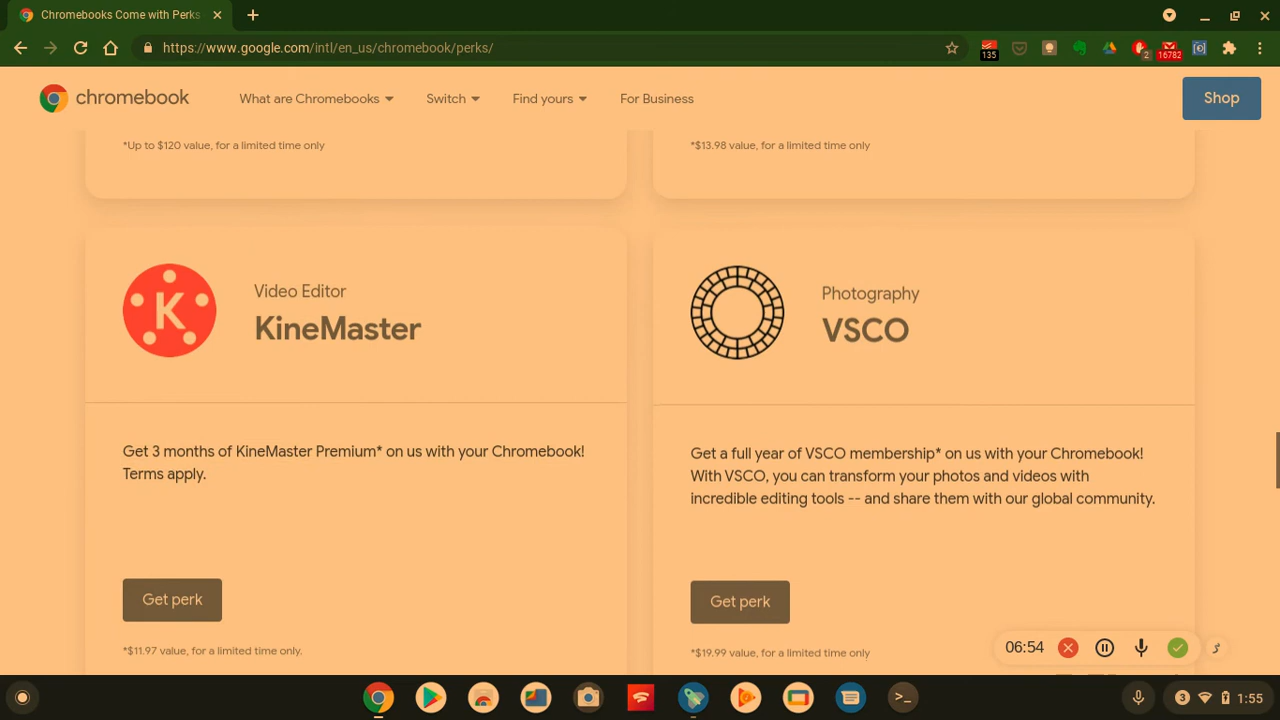 Chromebooks Come with Perks
https://www.google.com/intl/en_us/chromebook/perks/
135
2
16782
chromebook
What are Chromebooks
Switch
Find yours
For Business
Shop
*Up to $120 value, for a limited time only
*$13.98 value, for a limited time only
K
Video Editor
KineMaster
Photography
VSCO
Get 3 months of KineMaster Premium* on us with your Chromebook!
Terms apply.
Get a full year of VSCO membership* on us with your Chromebook!
With VSCO, you can transform your photos and videos with
incredible editing tools -- and share them with our global community.
Get perk
Get perk
*$11.97 value, for a limited time only.
*$19.99 value, for a limited time only
06:54
3
1:55